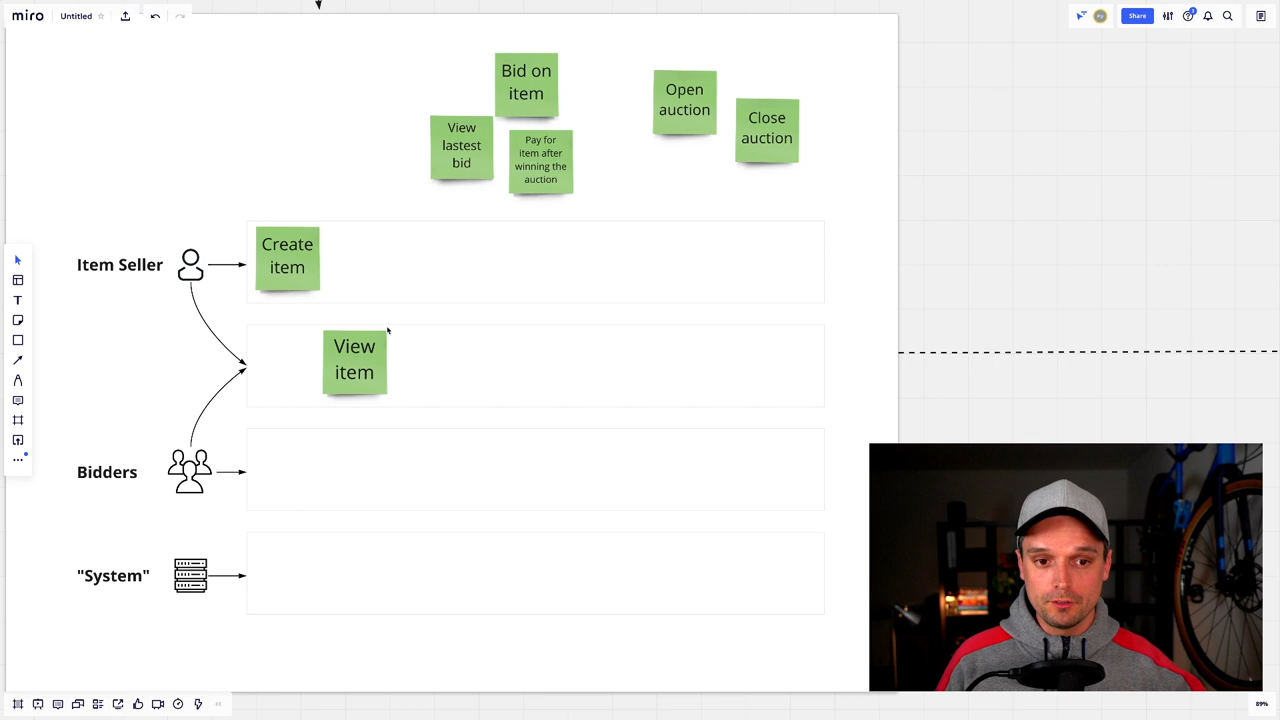 miro
Untitled
Share
Bid on
item
Open
auction
Close
auction
View
lastest
bid
Pay for
item after
winning the
auction
Item Seller
Create
item
View
item
Bidders
"System"
89%